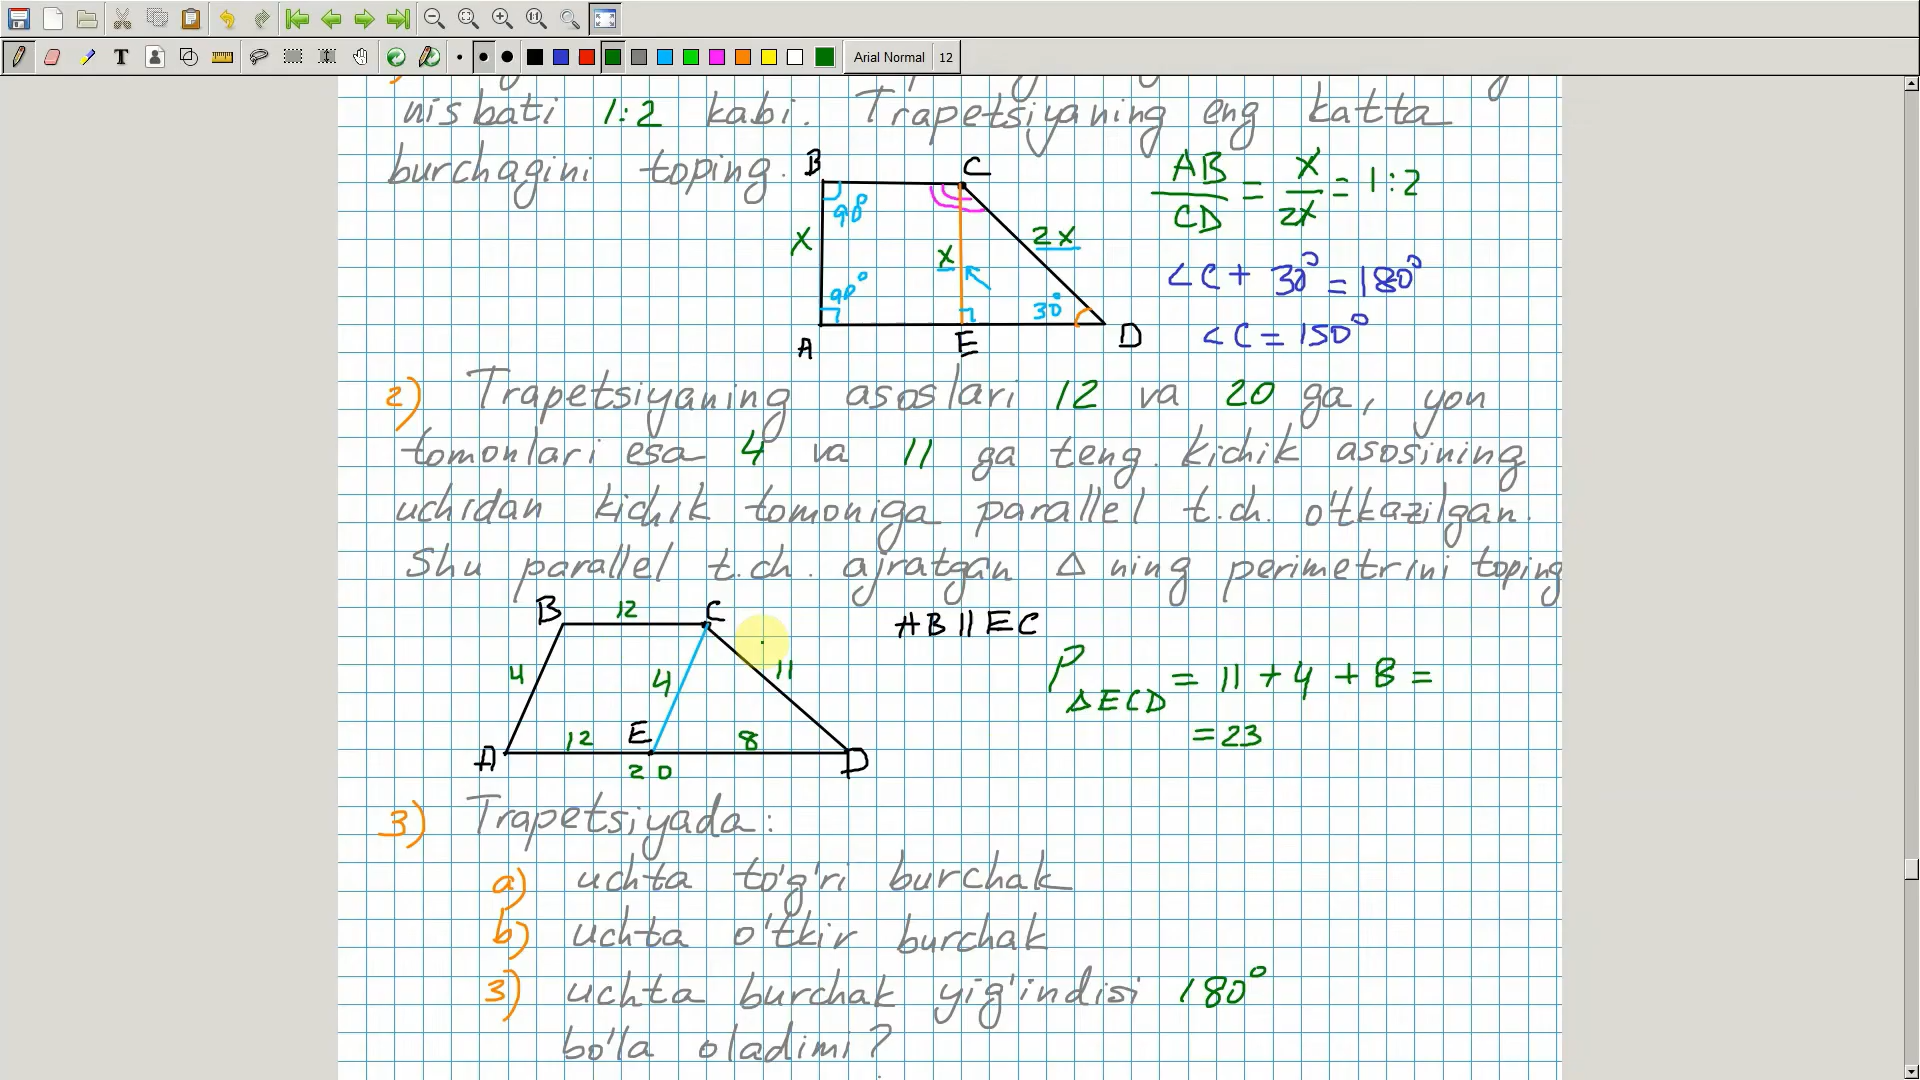 Arial Normal 12
nisbati 1:2 kabi. Trapetsiyaning eng katta
burchagini toping.
B C
90°
x x 2x
90° 30°
A E D
AB/CD = x/2x = 1:2
∠C + 30° = 180°
∠C = 150°
2) Trapetsiyaning asoslari 12 va 20 ga, yon
tomonlari esa 4 va 11 ga teng. Kichik asosining
uchidan kichik tomoniga parallel t.ch. o'tkazilgan.
Shu parallel t.ch. ajratgan Δ ning perimetrini toping
B 12 C
4 4 11
12 E 8
A 20 D
AB || EC
P ΔECD = 11 + 4 + 8 =
= 23
3) Trapetsiyada:
a) uchta to'g'ri burchak
b) uchta o'tkir burchak
3) uchta burchak yig'indisi 180°
bo'la oladimi?